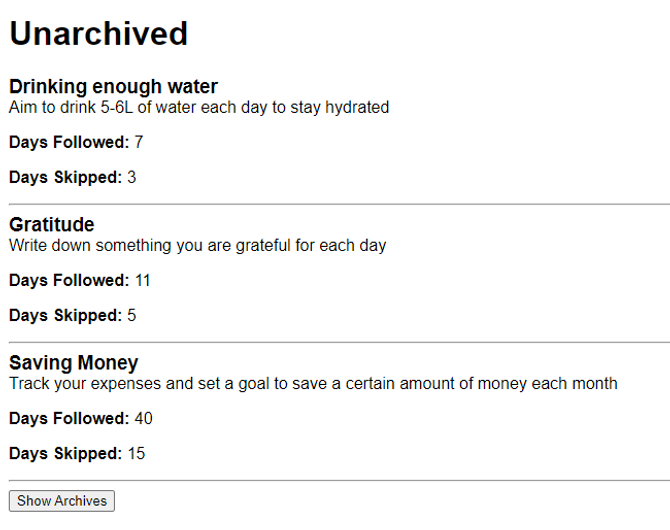 Unarchived
Drinking enough water
Aim to drink 5-6L of water each day to stay hydrated
Days Followed: 7
Days Skipped: 3
Gratitude
Write down something you are grateful for each day
Days Followed: 11
Days Skipped: 5
Saving Money
Track your expenses and set a goal to save a certain amount of money each month
Days Followed: 40
Days Skipped: 15
Show Archives